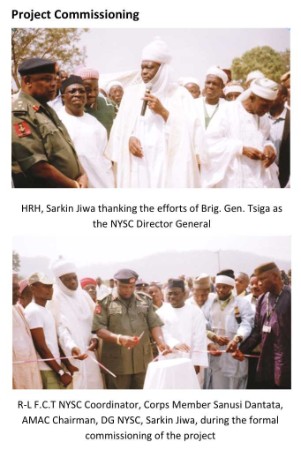 Project Commissioning
HRH, Sarkin Jiwa thanking the efforts of Brig. Gen. Tsiga as
the NYSC Director General
R-L F.C.T NYSC Coordinator, Corps Member Sanusi Dantata,
AMAC Chairman, DG NYSC, Sarkin Jiwa, during the formal
commissioning of the project